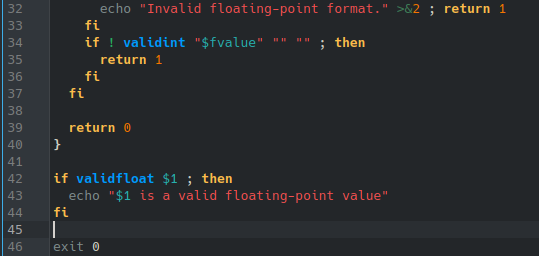 32 echo "Invalid floating-point format." >&2 ; return 1
33 fi
34 if ! validint "$fvalue" "" "" ; then
35 return 1
36 fi
37 fi
38
39 return 0
40 }
41
42 if validfloat $1 ; then
43 echo "$1 is a valid floating-point value"
44 fi
45
46 exit 0